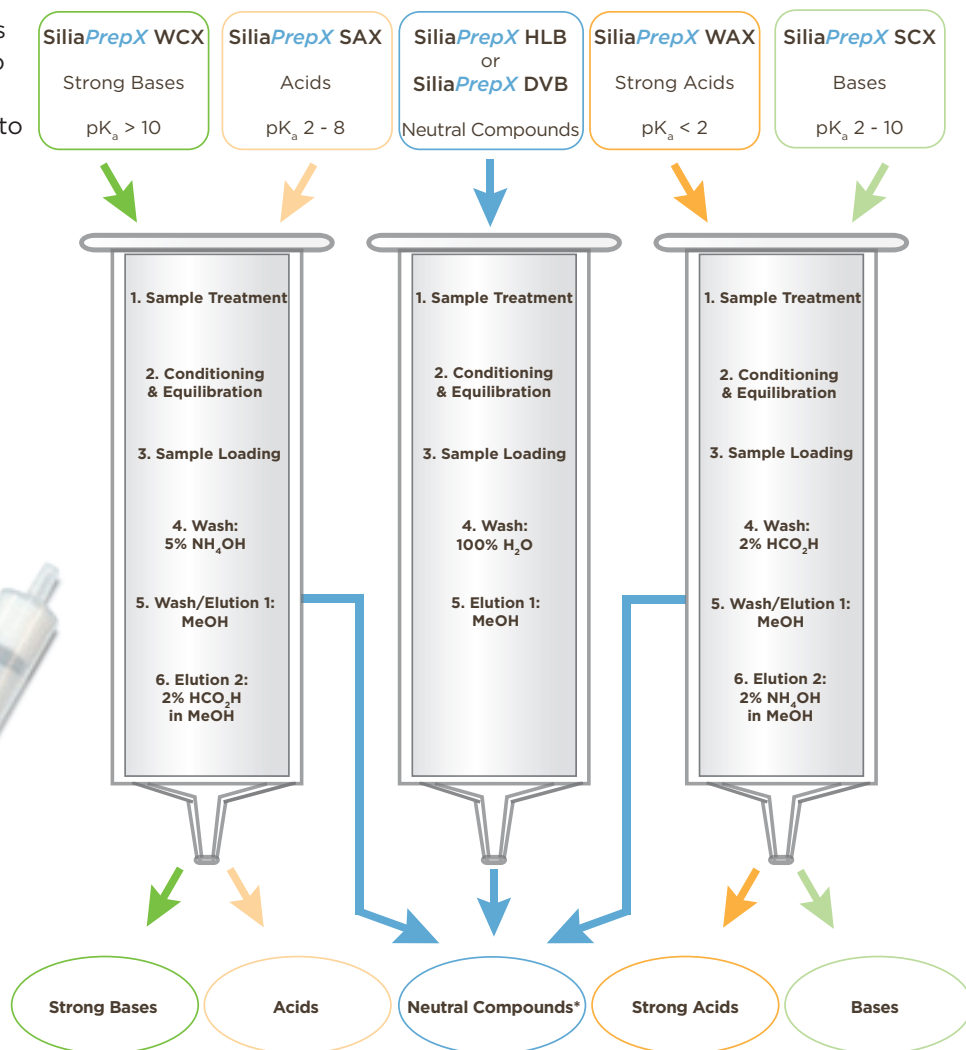 s
to
SiliaPrepX WCX
Strong Bases
pKa > 10
SiliaPrepX SAX
Acids
pKa 2 - 8
SiliaPrepX HLB
or
SiliaPrepX DVB
Neutral Compounds
SiliaPrepX WAX
Strong Acids
pKa < 2
SiliaPrepX SCX
Bases
pKa 2 - 10
1. Sample Treatment
2. Conditioning
& Equilibration
3. Sample Loading
4. Wash:
5% NH4OH
5. Wash/Elution 1:
MeOH
6. Elution 2:
2% HCO2H
in MeOH
1. Sample Treatment
2. Conditioning
& Equilibration
3. Sample Loading
4. Wash:
100% H2O
5. Elution 1:
MeOH
1. Sample Treatment
2. Conditioning
& Equilibration
3. Sample Loading
4. Wash:
2% HCO2H
5. Wash/Elution 1:
MeOH
6. Elution 2:
2% NH4OH
in MeOH
Strong Bases
Acids
Neutral Compounds*
Strong Acids
Bases